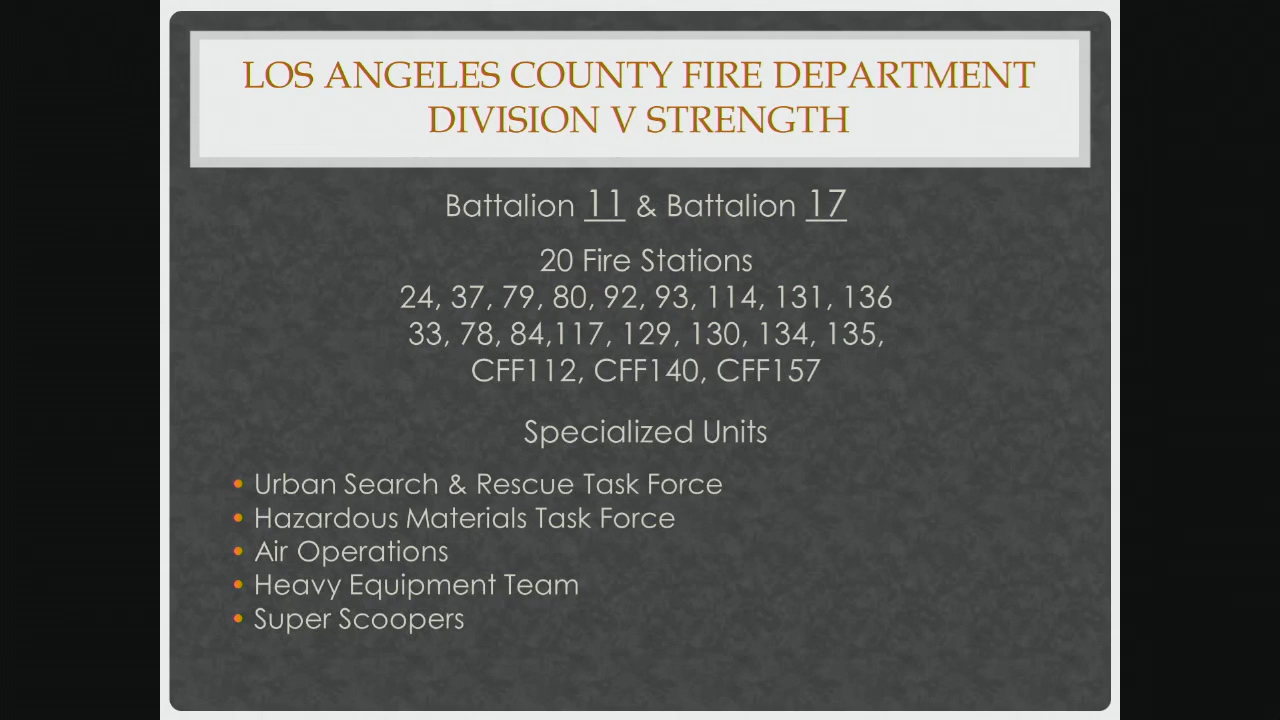 LOS ANGELES COUNTY FIRE DEPARTMENT
DIVISION V STRENGTH
Battalion 11 & Battalion 17
20 Fire Stations
24, 37, 79, 80, 92, 93, 114, 131, 136
33, 78, 84,117, 129, 130, 134, 135,
CFF112, CFF140, CFF157
Specialized Units
• Urban Search & Rescue Task Force
• Hazardous Materials Task Force
• Air Operations
• Heavy Equipment Team
• Super Scoopers